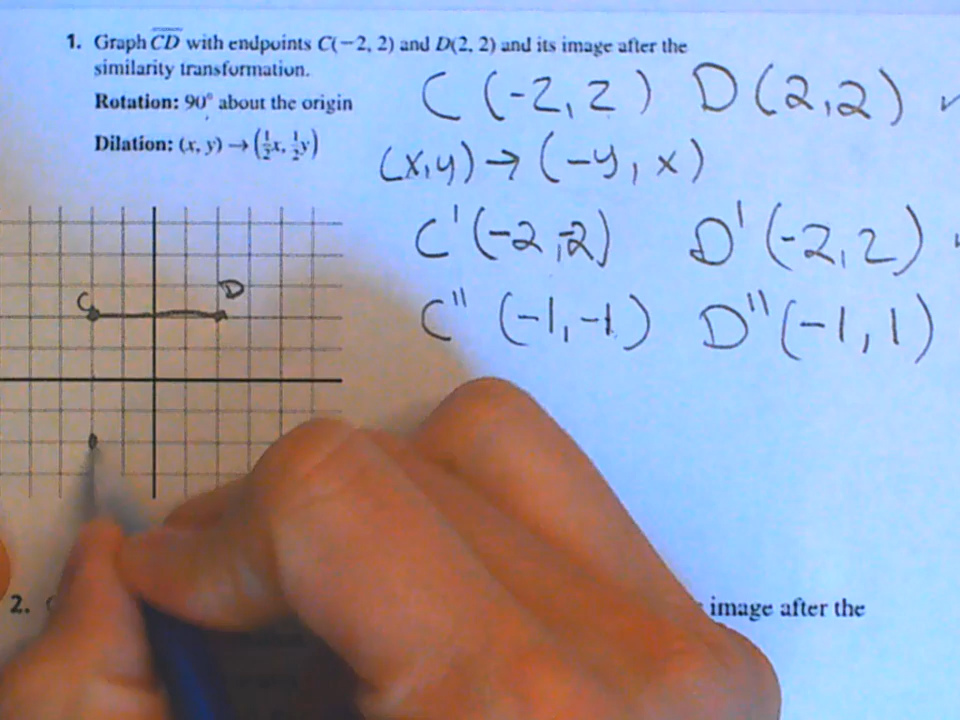 1. Graph CD with endpoints C(−2, 2) and D(2, 2) and its image after the
similarity transformation.
Rotation: 90° about the origin
Dilation: (x, y) → (½x, ½y)
C (-2, 2) D (2, 2)
(x, y) → (-y, x)
C' (-2, -2) D' (-2, 2)
C'' (-1, -1) D'' (-1, 1)
C D
2. image after the